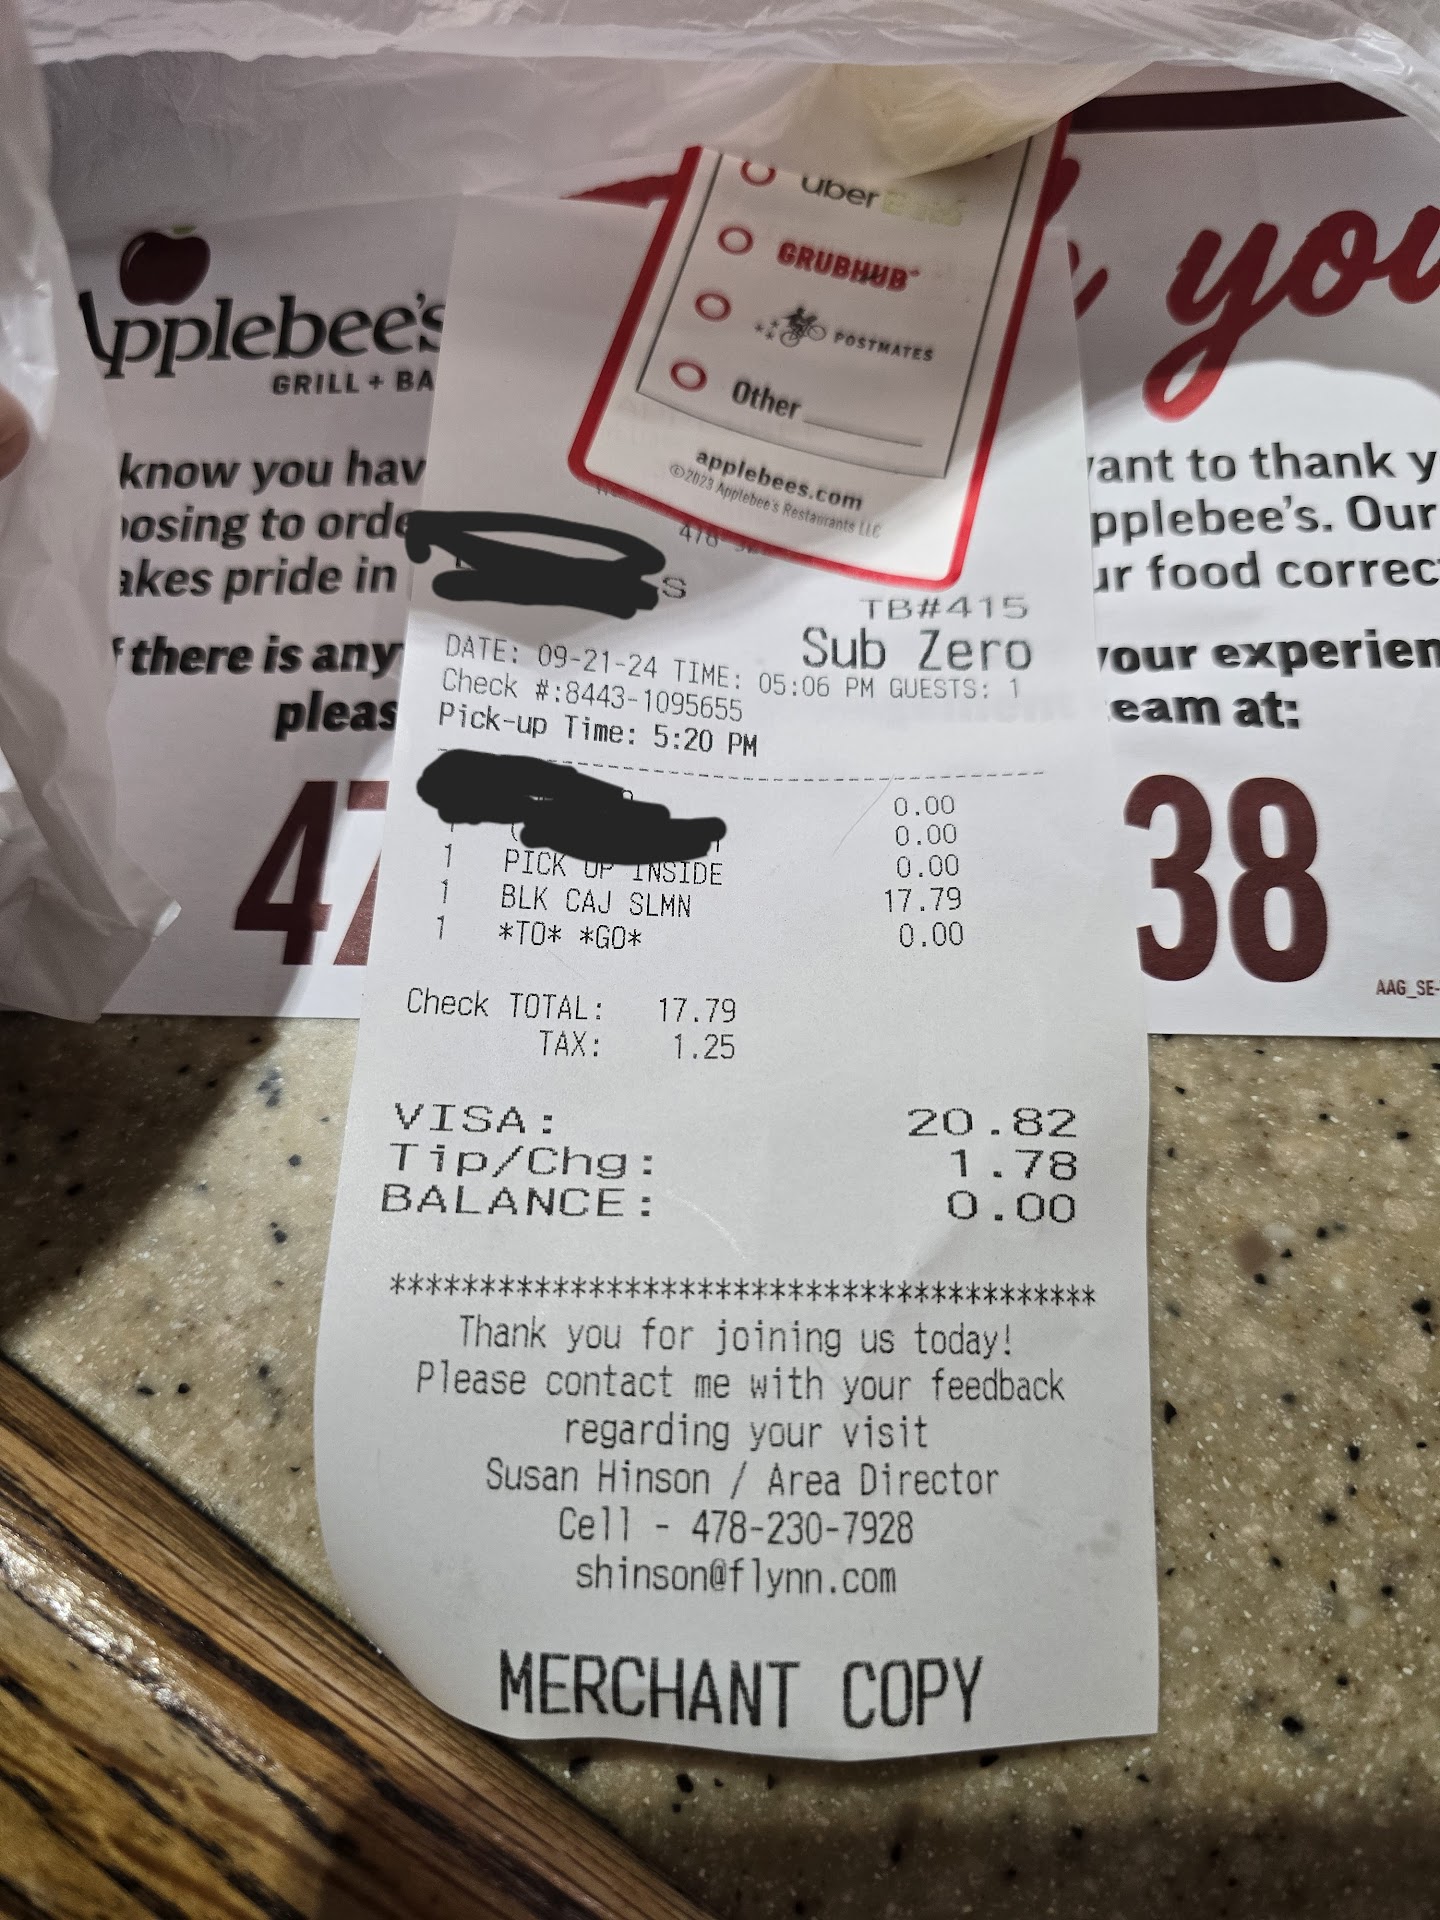 uber
GRUBHUB
POSTMATES
Other
applebees.com
©2023 Applebee's Restaurants LLC
you
Applebee's
GRILL + BA
know you hav
osing to orde
akes pride in
there is any
pleas
47
ant to thank y
pplebee's. Our
ur food correc
your experien
eam at:
38
AAG_SE-
S
TB#415
Sub Zero
DATE: 09-21-24 TIME: 05:06 PM GUESTS: 1
Check #:8443-1095655
Pick-up Time: 5:20 PM
0.00
0.00
1 PICK UP INSIDE 0.00
1 BLK CAJ SLMN 17.79
1 *TO* *GO* 0.00
Check TOTAL: 17.79
TAX: 1.25
VISA: 20.82
Tip/Chg: 1.78
BALANCE: 0.00
***************************************
Thank you for joining us today!
Please contact me with your feedback
regarding your visit
Susan Hinson / Area Director
Cell - 478-230-7928
shinson@flynn.com
MERCHANT COPY